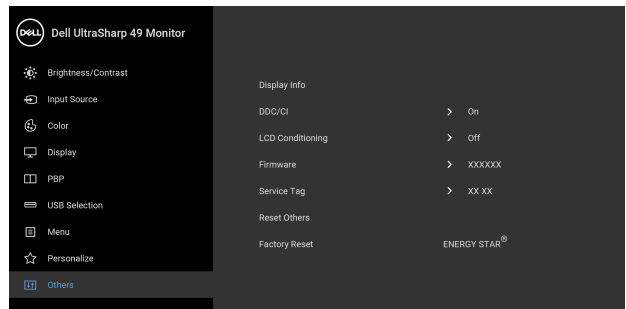 DELL Dell UltraSharp 49 Monitor
Brightness/Contrast
Input Source
Color
Display
PBP
USB Selection
Menu
Personalize
Others
Display Info
DDC/CI > On
LCD Conditioning > Off
Firmware > XXXXXX
Service Tag > XX XX
Reset Others
Factory Reset ENERGY STAR®